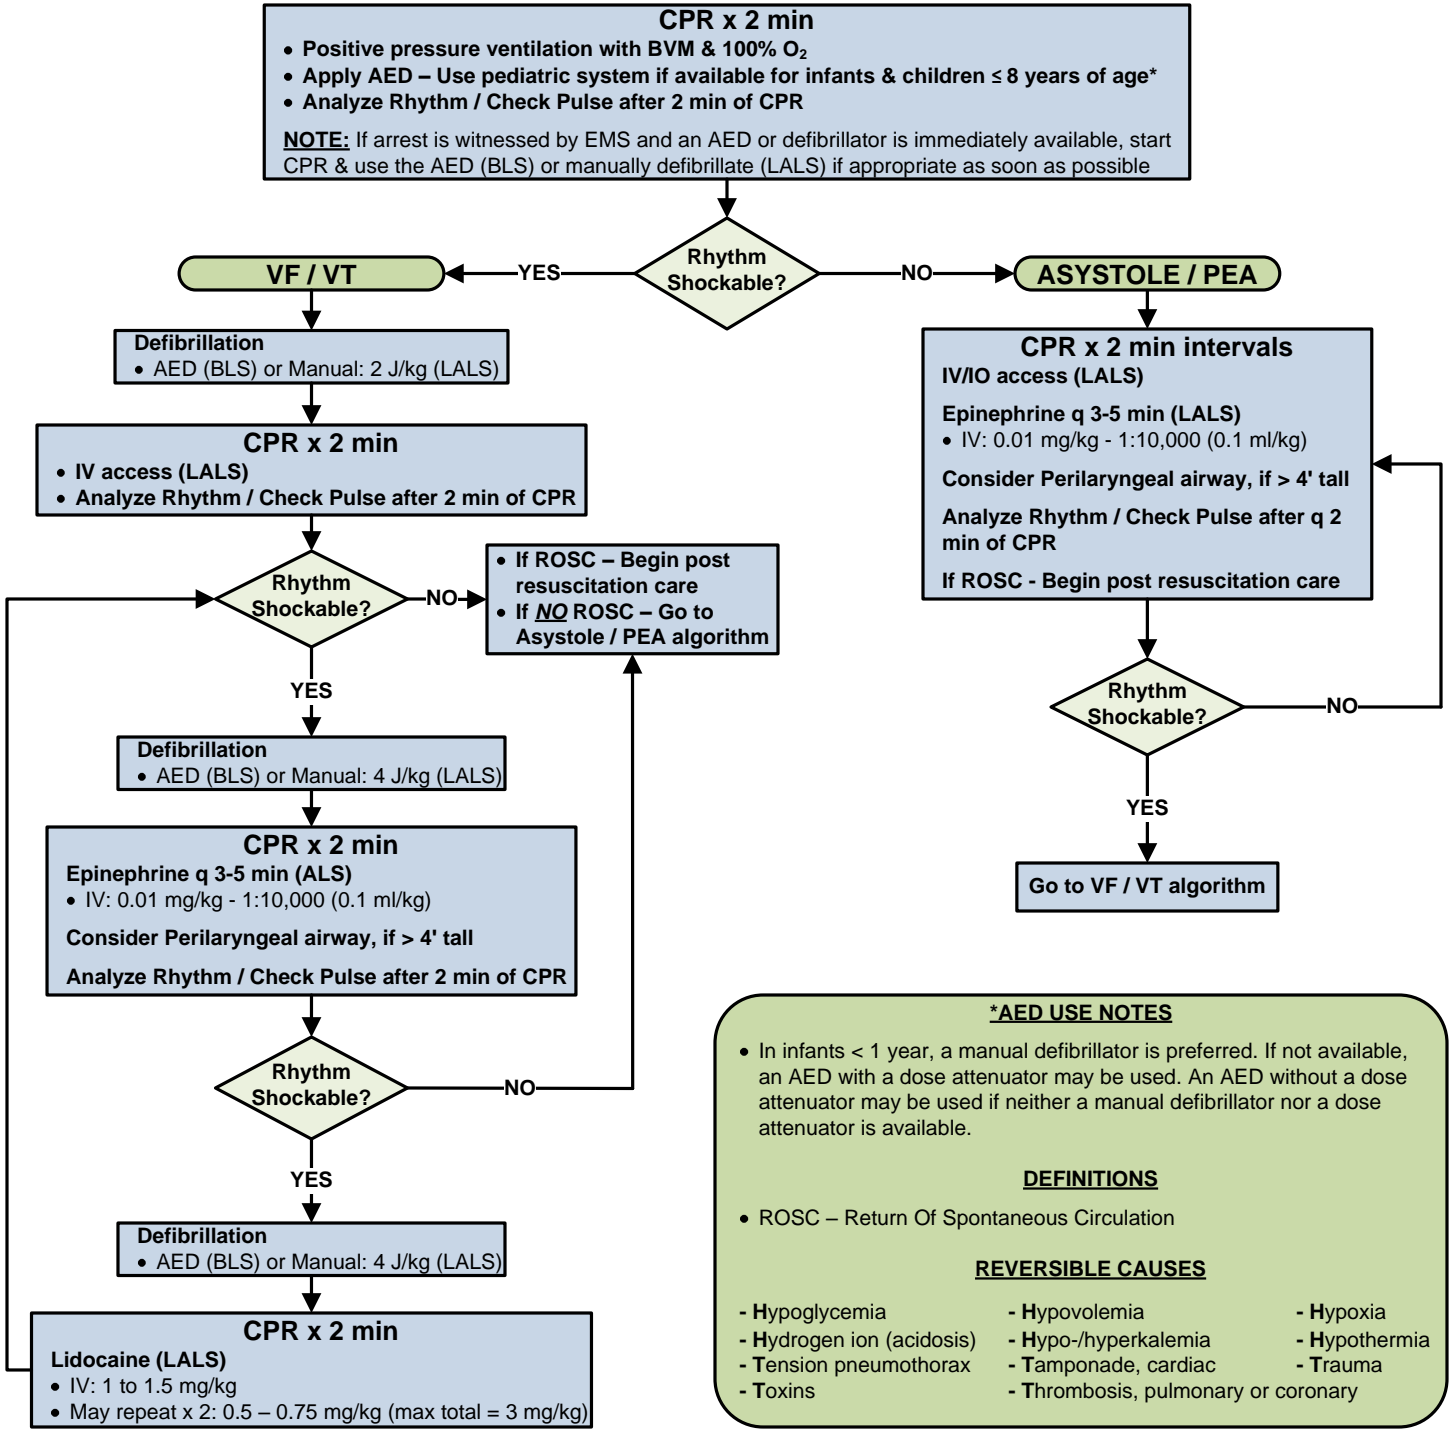 CPR x 2 min
• Positive pressure ventilation with BVM & 100% O₂
• Apply AED – Use pediatric system if available for infants & children ≤ 8 years of age*
• Analyze Rhythm / Check Pulse after 2 min of CPR
NOTE: If arrest is witnessed by EMS and an AED or defibrillator is immediately available, start
CPR & use the AED (BLS) or manually defibrillate (LALS) if appropriate as soon as possible
Rhythm
Shockable?
YES
NO
VF / VT
Defibrillation
• AED (BLS) or Manual: 2 J/kg (LALS)
CPR x 2 min
• IV access (LALS)
• Analyze Rhythm / Check Pulse after 2 min of CPR
Rhythm
Shockable?
NO
• If ROSC – Begin post
resuscitation care
• If NO ROSC – Go to
Asystole / PEA algorithm
YES
Defibrillation
• AED (BLS) or Manual: 4 J/kg (LALS)
CPR x 2 min
Epinephrine q 3-5 min (ALS)
• IV: 0.01 mg/kg - 1:10,000 (0.1 ml/kg)
Consider Perilaryngeal airway, if > 4' tall
Analyze Rhythm / Check Pulse after 2 min of CPR
Rhythm
Shockable?
NO
YES
Defibrillation
• AED (BLS) or Manual: 4 J/kg (LALS)
CPR x 2 min
Lidocaine (LALS)
• IV: 1 to 1.5 mg/kg
• May repeat x 2: 0.5 – 0.75 mg/kg (max total = 3 mg/kg)
ASYSTOLE / PEA
CPR x 2 min intervals
IV/IO access (LALS)
Epinephrine q 3-5 min (LALS)
• IV: 0.01 mg/kg - 1:10,000 (0.1 ml/kg)
Consider Perilaryngeal airway, if > 4' tall
Analyze Rhythm / Check Pulse after q 2
min of CPR
If ROSC - Begin post resuscitation care
Rhythm
Shockable?
NO
YES
Go to VF / VT algorithm
*AED USE NOTES
• In infants < 1 year, a manual defibrillator is preferred. If not available,
an AED with a dose attenuator may be used. An AED without a dose
attenuator may be used if neither a manual defibrillator nor a dose
attenuator is available.
DEFINITIONS
• ROSC – Return Of Spontaneous Circulation
REVERSIBLE CAUSES
- Hypoglycemia - Hypovolemia - Hypoxia
- Hydrogen ion (acidosis) - Hypo-/hyperkalemia - Hypothermia
- Tension pneumothorax - Tamponade, cardiac - Trauma
- Toxins - Thrombosis, pulmonary or coronary